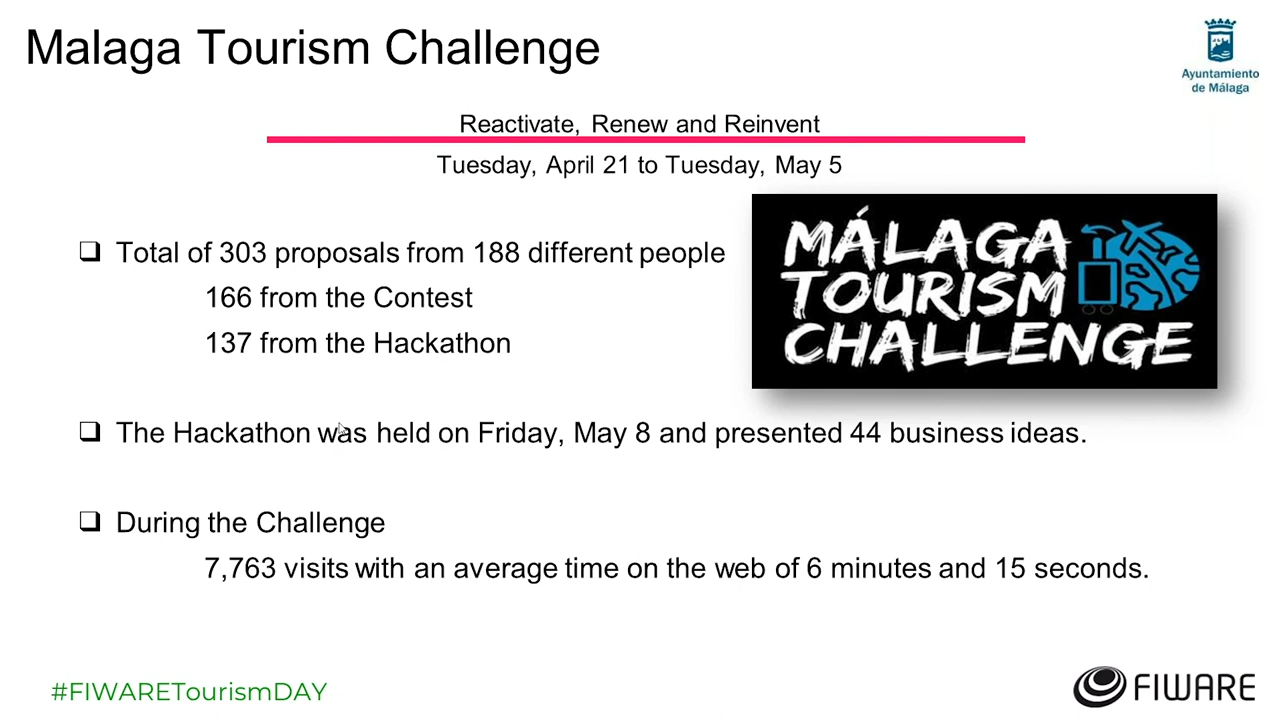 Malaga Tourism Challenge
Ayuntamiento
de Málaga
Reactivate, Renew and Reinvent
Tuesday, April 21 to Tuesday, May 5
MÁLAGA
TOURISM
CHALLENGE
❑ Total of 303 proposals from 188 different people
166 from the Contest
137 from the Hackathon
❑ The Hackathon was held on Friday, May 8 and presented 44 business ideas.
❑ During the Challenge
7,763 visits with an average time on the web of 6 minutes and 15 seconds.
#FIWARETourismDAY
FIWARE